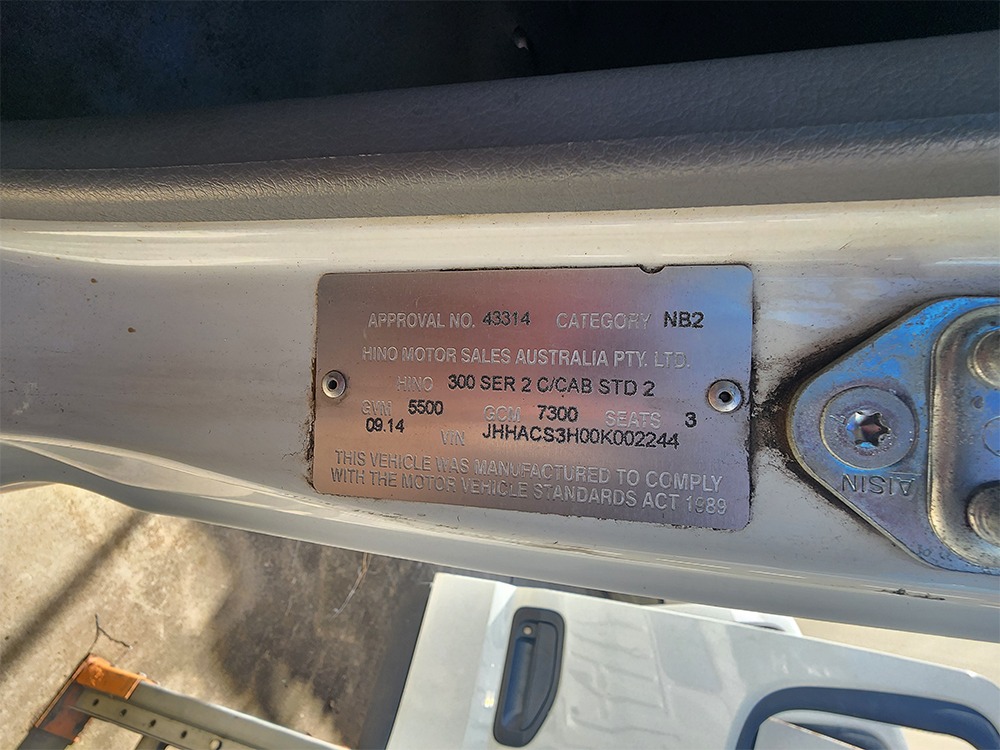 APPROVAL NO. 43314 CATEGORY NB2
HINO MOTOR SALES AUSTRALIA PTY. LTD.
HINO 300 SER 2 C/CAB STD 2
GVM 5500 GCM 7300 SEATS 3
09.14 VIN JHHACS3H00K002244
THIS VEHICLE WAS MANUFACTURED TO COMPLY
WITH THE MOTOR VEHICLE STANDARDS ACT 1989
AISIN